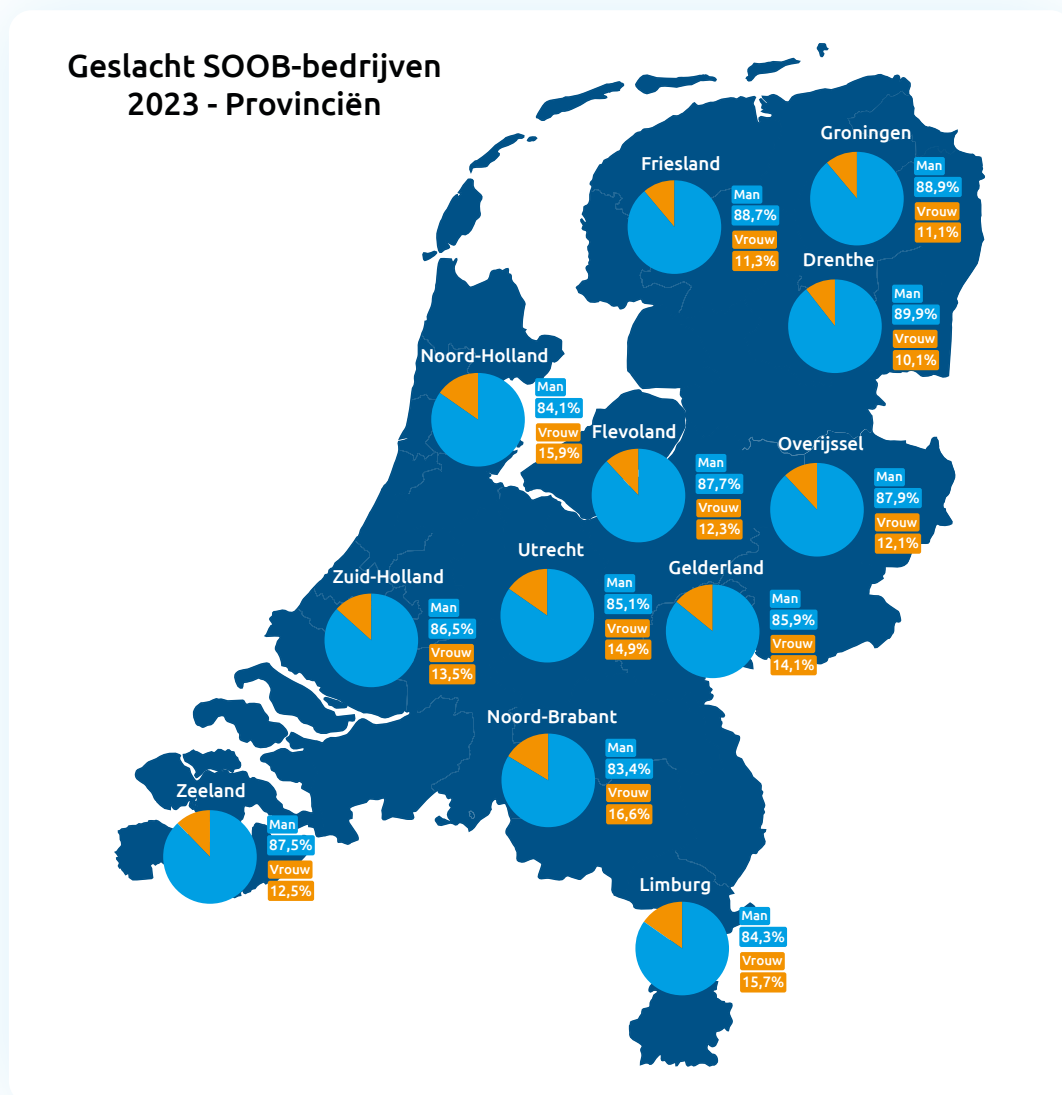 Geslacht SOOB-bedrijven
2023 - Provinciën
Groningen
Man
88,9%
Vrouw
11,1%
Friesland
Man
88,7%
Vrouw
11,3%
Drenthe
Man
89,9%
Vrouw
10,1%
Noord-Holland
Man
84,1%
Vrouw
15,9%
Flevoland
Man
87,7%
Vrouw
12,3%
Overijssel
Man
87,9%
Vrouw
12,1%
Utrecht
Man
85,1%
Vrouw
14,9%
Gelderland
Man
85,9%
Vrouw
14,1%
Zuid-Holland
Man
86,5%
Vrouw
13,5%
Noord-Brabant
Man
83,4%
Vrouw
16,6%
Zeeland
Man
87,5%
Vrouw
12,5%
Limburg
Man
84,3%
Vrouw
15,7%